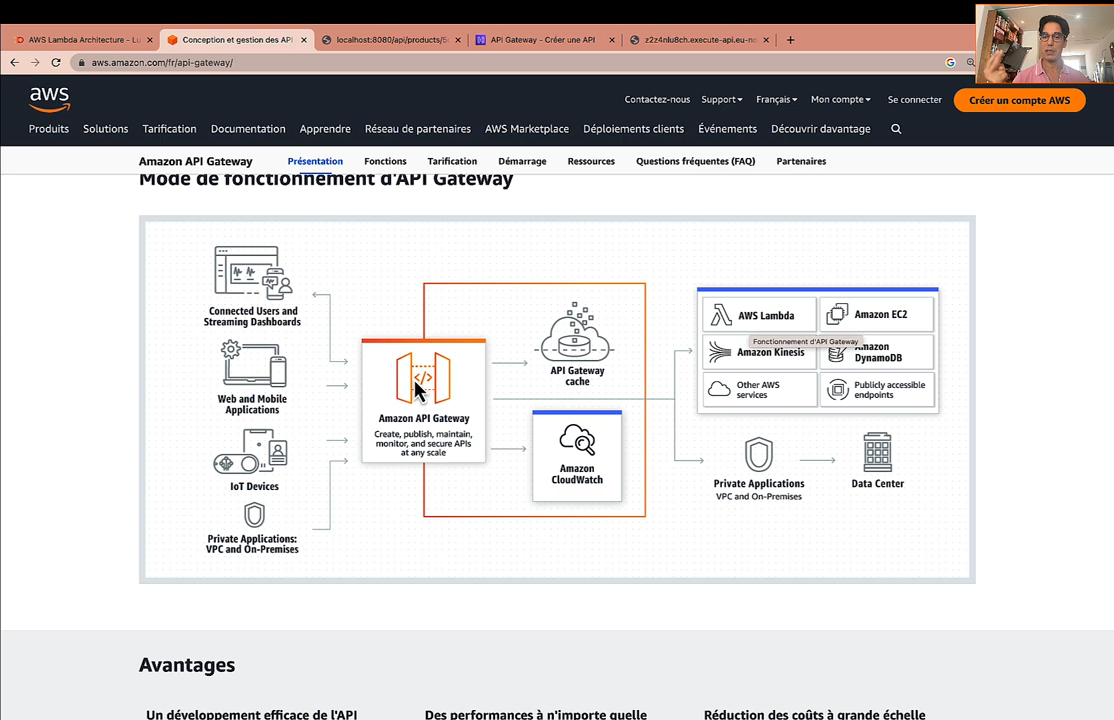 AWS Lambda Architecture - Lu
Conception et gestion des API
localhost:8080/api/products/5
API Gateway - Créer une API
z2z4nlu8ch.execute-api.eu-ne
aws.amazon.com/fr/api-gateway/
aws
Contactez-nous Support Français Mon compte Se connecter Créer un compte AWS
Produits Solutions Tarification Documentation Apprendre Réseau de partenaires AWS Marketplace Déploiements clients Événements Découvrir davantage
Amazon API Gateway Présentation Fonctions Tarification Démarrage Ressources Questions fréquentes (FAQ) Partenaires
Mode de fonctionnement d'API Gateway
Connected Users and
Streaming Dashboards
Web and Mobile
Applications
IoT Devices
Private Applications:
VPC and On-Premises
Amazon API Gateway
Create, publish, maintain,
monitor, and secure APIs
at any scale
API Gateway
cache
Amazon
CloudWatch
AWS Lambda
Amazon EC2
Fonctionnement d'API Gateway
Amazon Kinesis
Amazon
DynamoDB
Other AWS
services
Publicly accessible
endpoints
Private Applications
VPC and On-Premises
Data Center
Avantages
Un développement efficace de l'API
Des performances à n'importe quelle
Réduction des coûts à grande échelle